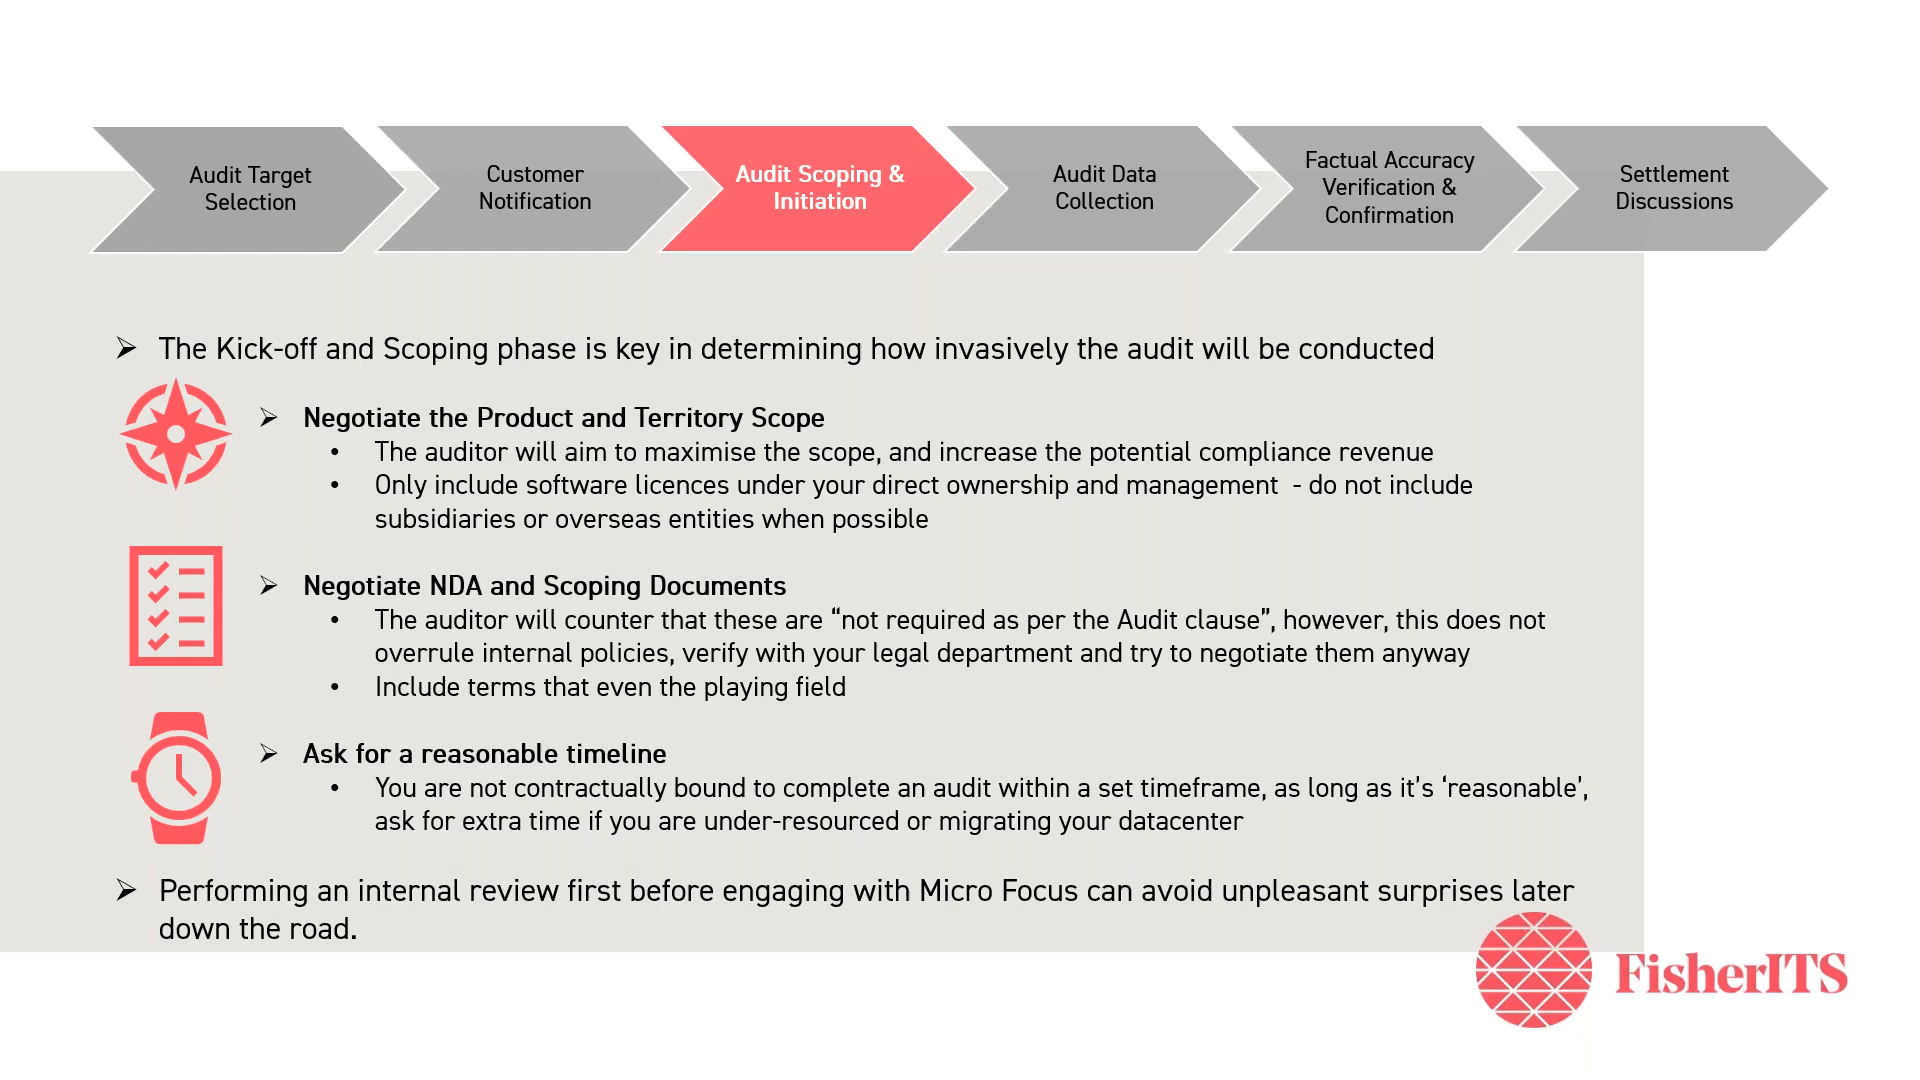 Audit Target
Selection
Customer
Notification
Audit Scoping &
Initiation
Audit Data
Collection
Factual Accuracy
Verification &
Confirmation
Settlement
Discussions
➢ The Kick-off and Scoping phase is key in determining how invasively the audit will be conducted
➢ Negotiate the Product and Territory Scope
• The auditor will aim to maximise the scope, and increase the potential compliance revenue
• Only include software licences under your direct ownership and management  - do not include
subsidiaries or overseas entities when possible
➢ Negotiate NDA and Scoping Documents
• The auditor will counter that these are “not required as per the Audit clause”, however, this does not
overrule internal policies, verify with your legal department and try to negotiate them anyway
• Include terms that even the playing field
➢ Ask for a reasonable timeline
• You are not contractually bound to complete an audit within a set timeframe, as long as it’s ‘reasonable’,
ask for extra time if you are under-resourced or migrating your datacenter
➢ Performing an internal review first before engaging with Micro Focus can avoid unpleasant surprises later
down the road.
FisherITS